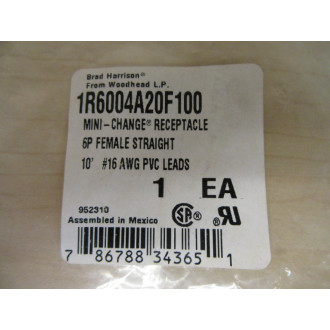 Brad Harrison®
From Woodhead L.P.
1R6004A20F100
MINI-CHANGE® RECEPTACLE
6P FEMALE STRAIGHT
10' #16 AWG PVC LEADS
1 EA
952310
Assembled in Mexico
7 86788 34365 1